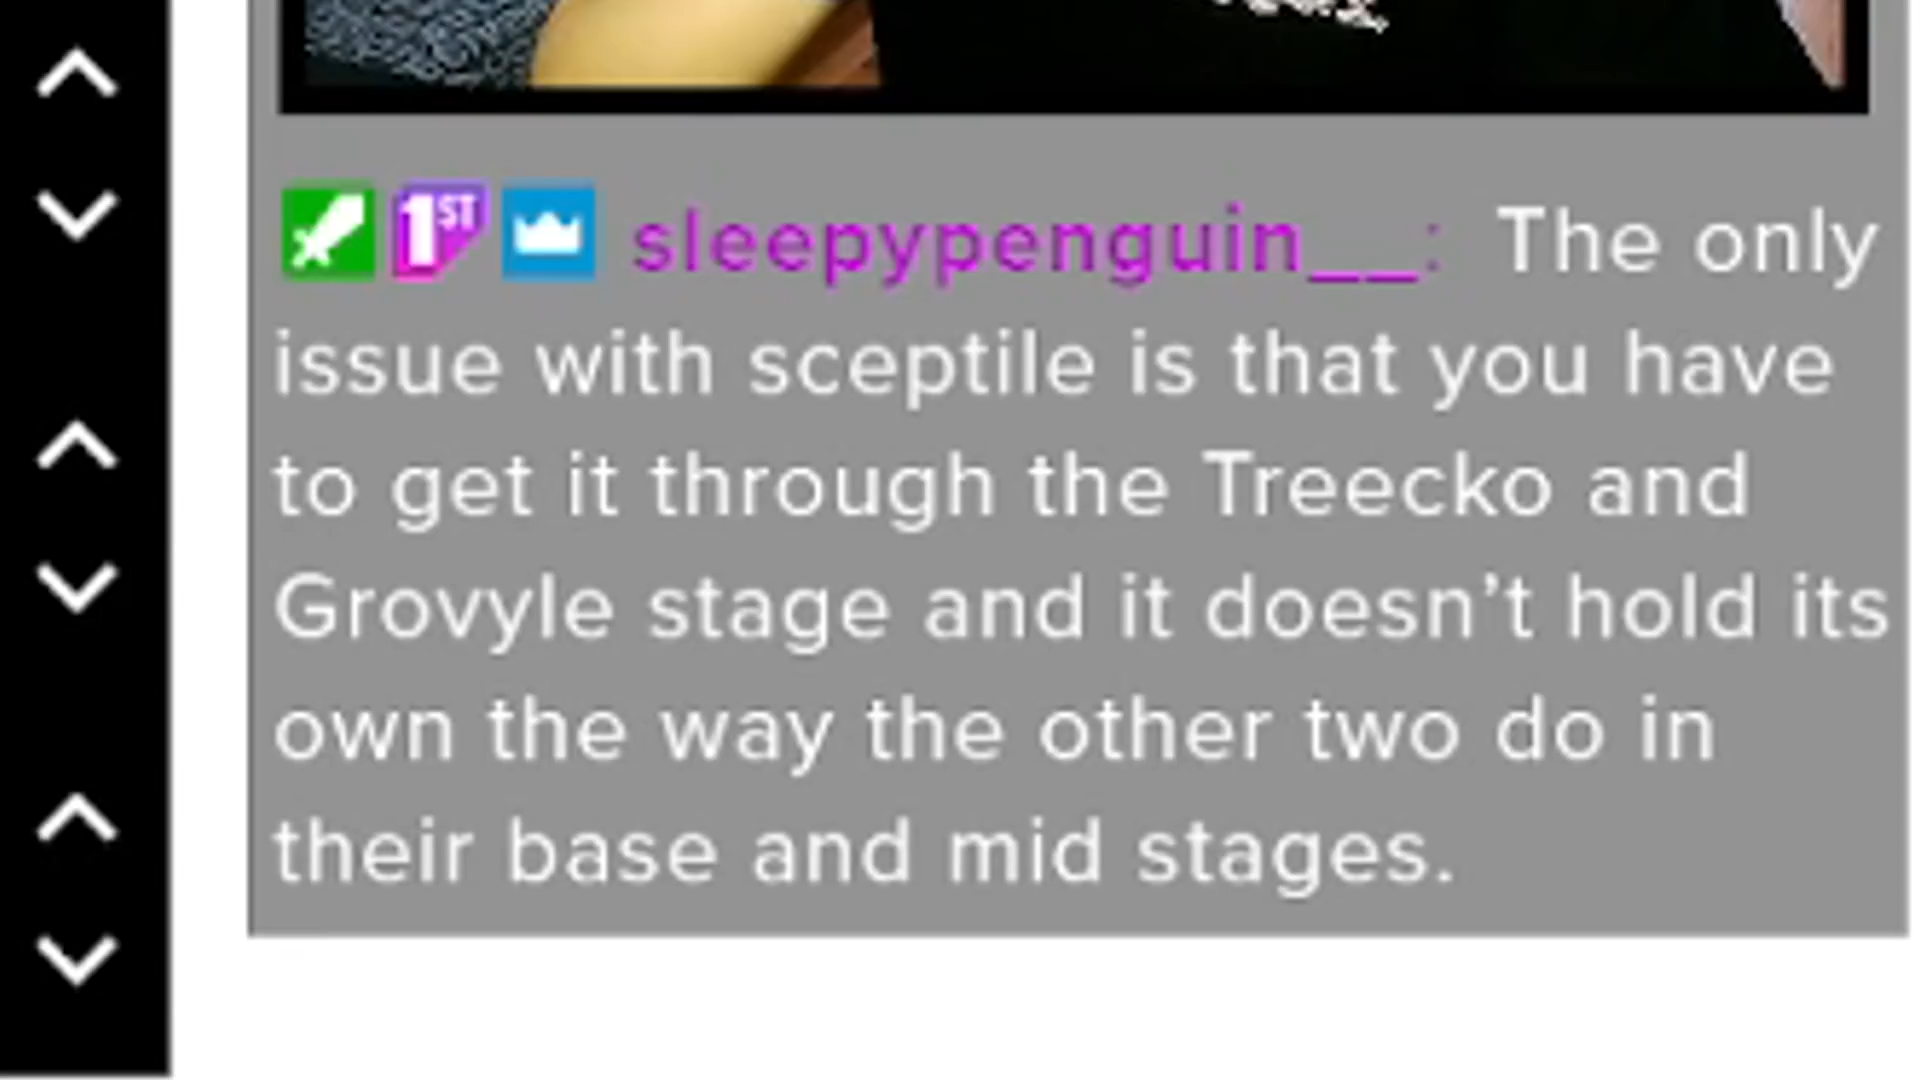 1ST sleepypenguin__: The only
issue with sceptile is that you have
to get it through the Treecko and
Grovyle stage and it doesn’t hold its
own the way the other two do in
their base and mid stages.